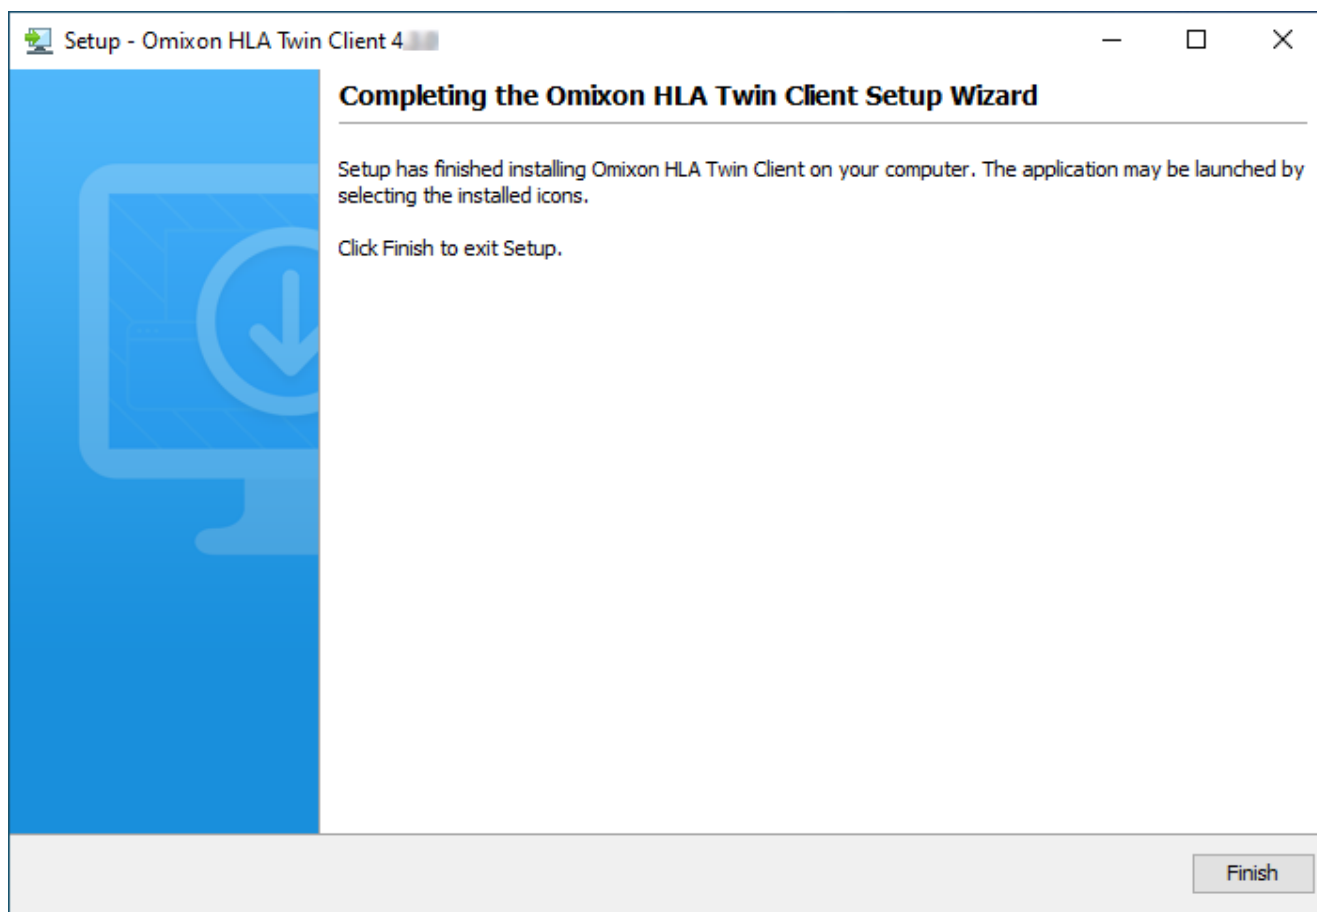 Setup - Omixon HLA Twin Client 4
Completing the Omixon HLA Twin Client Setup Wizard
Setup has finished installing Omixon HLA Twin Client on your computer. The application may be launched by
selecting the installed icons.
Click Finish to exit Setup.
Finish